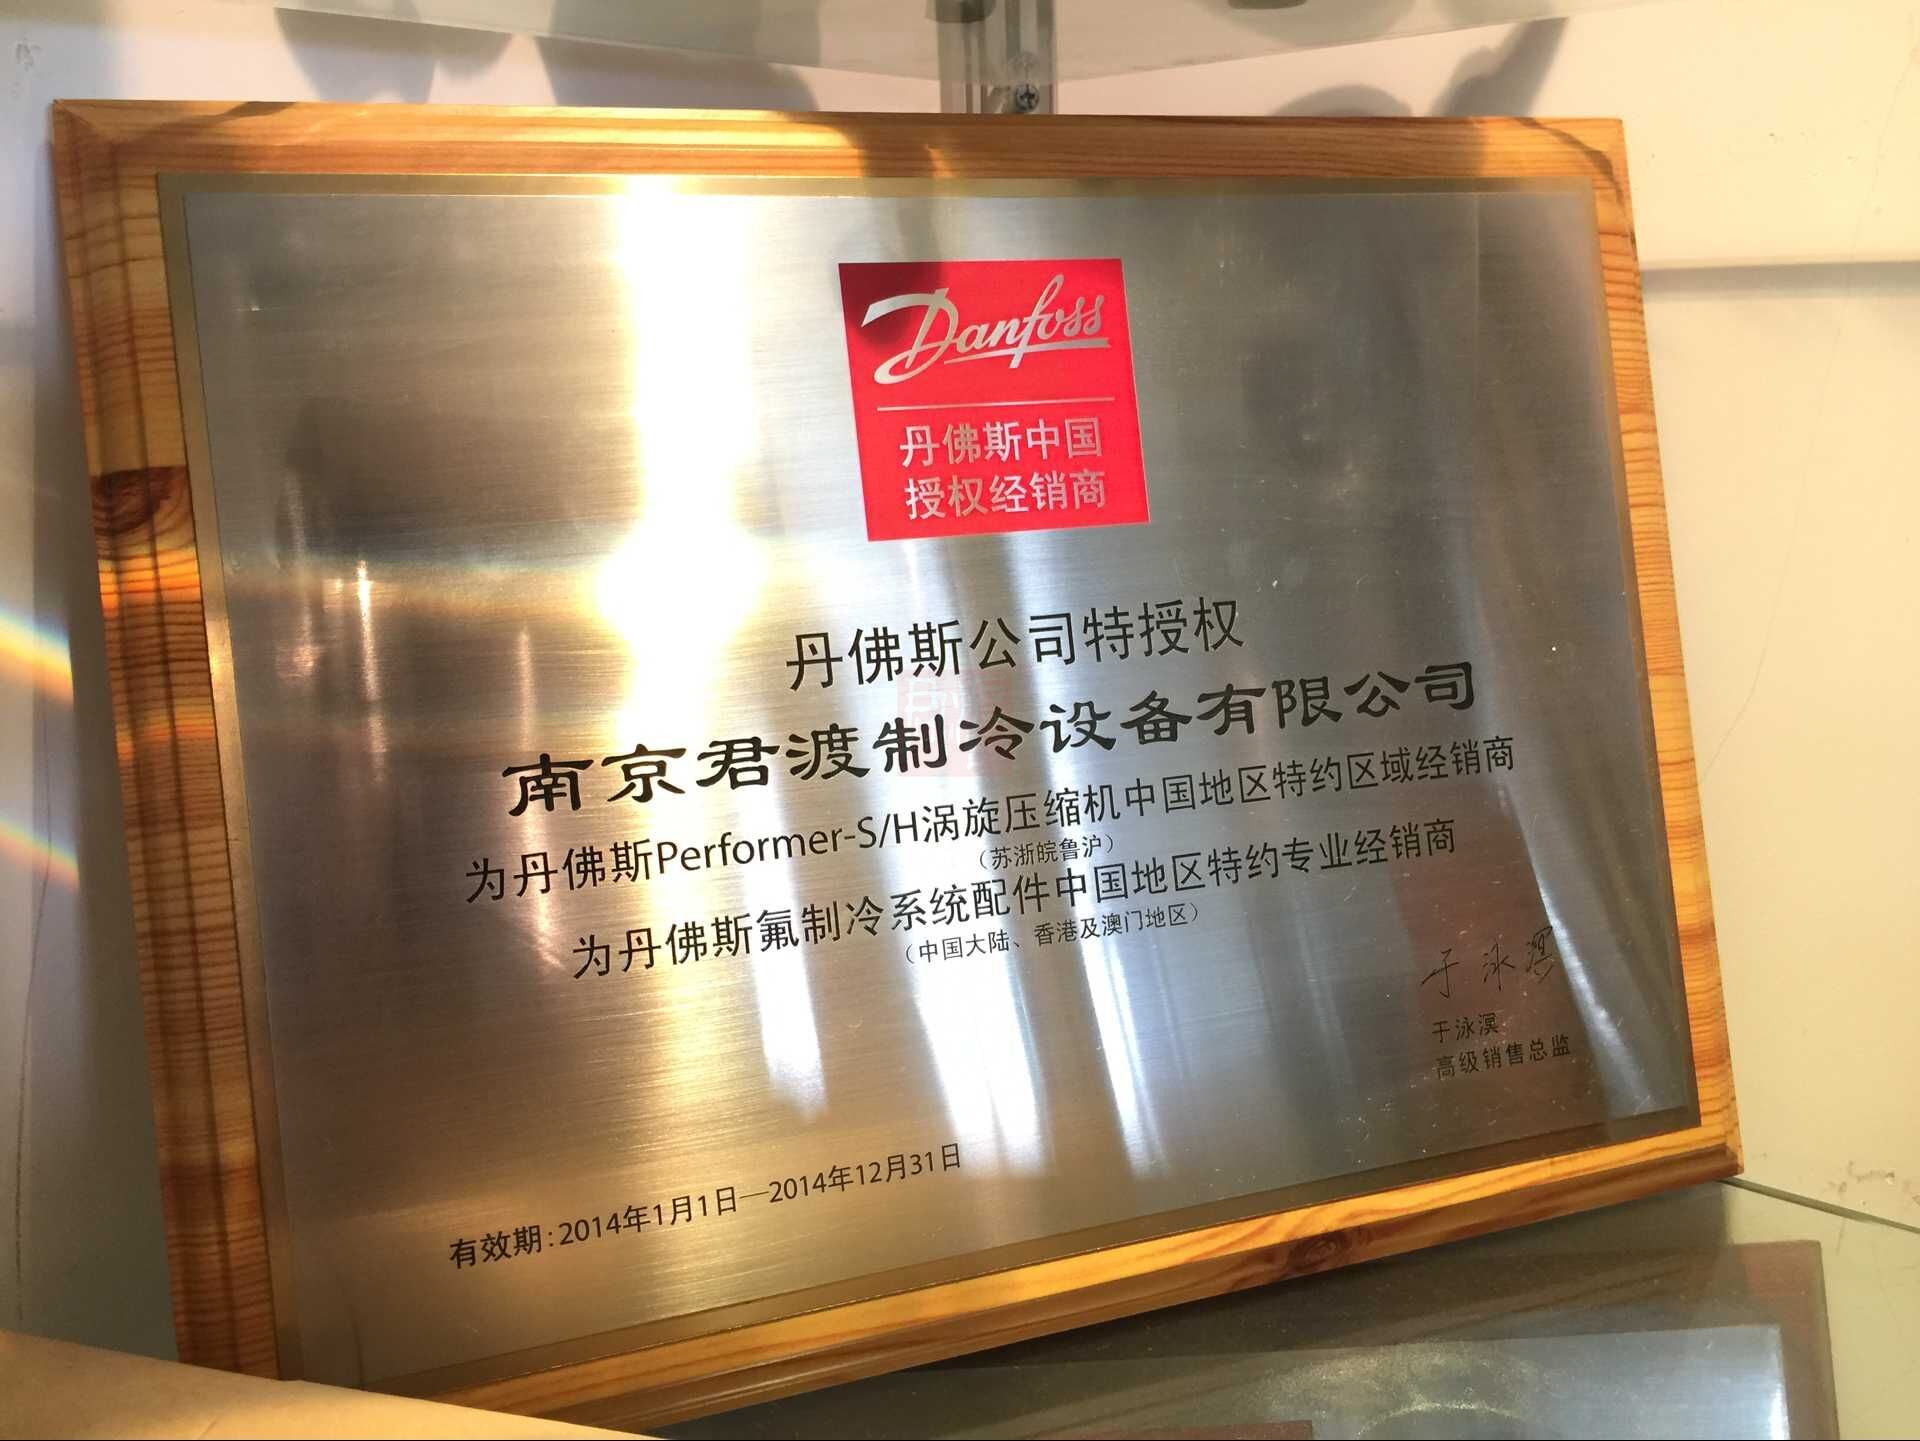 Danfoss
丹佛斯中国
授权经销商
丹佛斯公司特授权
南京君渡制冷设备有限公司
为丹佛斯Performer-S/H涡旋压缩机中国地区特约区域经销商
（苏浙皖鲁沪）
为丹佛斯氟制冷系统配件中国地区特约专业经销商
（中国大陆、香港及澳门地区）
于泳溟
于泳溟
高级销售总监
有效期:2014年1月1日—2014年12月31日